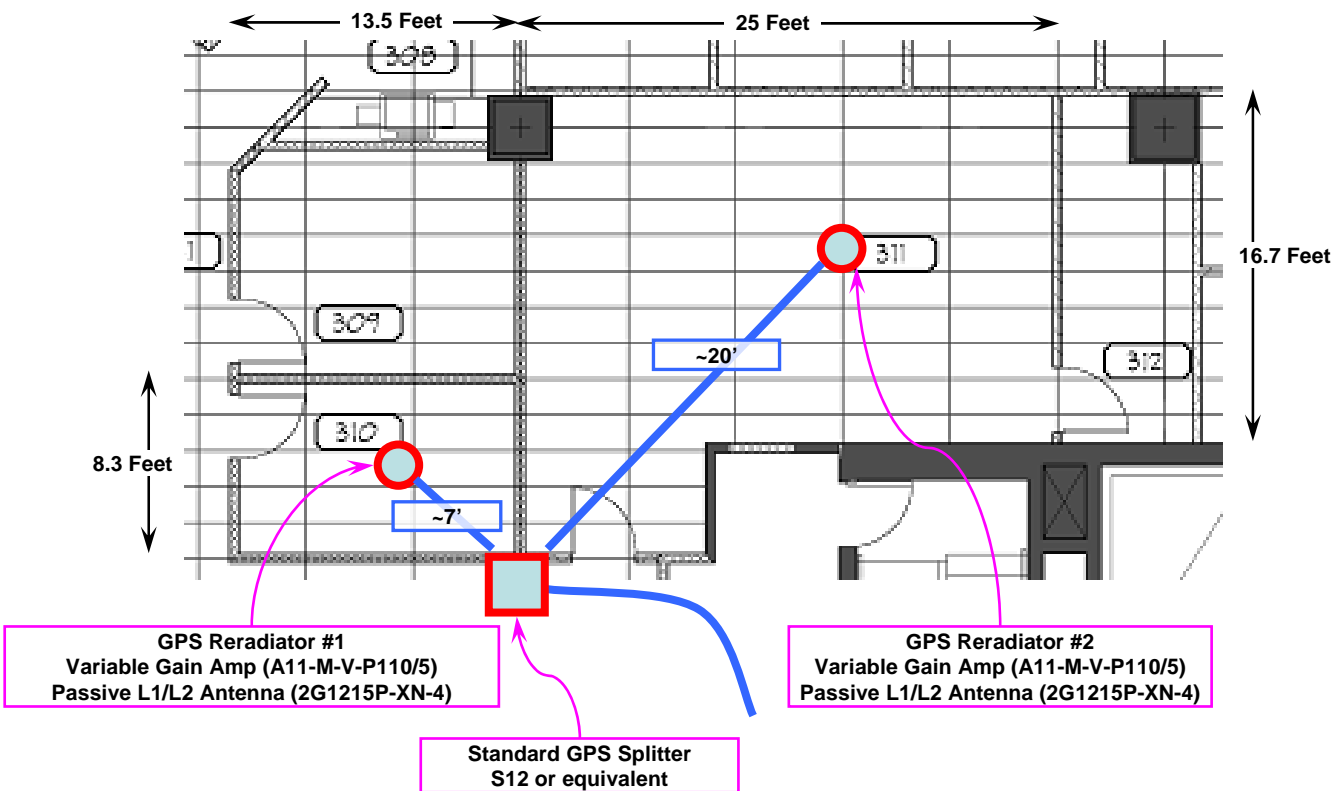 13.5 Feet
25 Feet
308
311
16.7 Feet
309
~20'
312
310
8.3 Feet
~7'
GPS Reradiator #1
Variable Gain Amp (A11-M-V-P110/5)
Passive L1/L2 Antenna (2G1215P-XN-4)
GPS Reradiator #2
Variable Gain Amp (A11-M-V-P110/5)
Passive L1/L2 Antenna (2G1215P-XN-4)
Standard GPS Splitter
S12 or equivalent